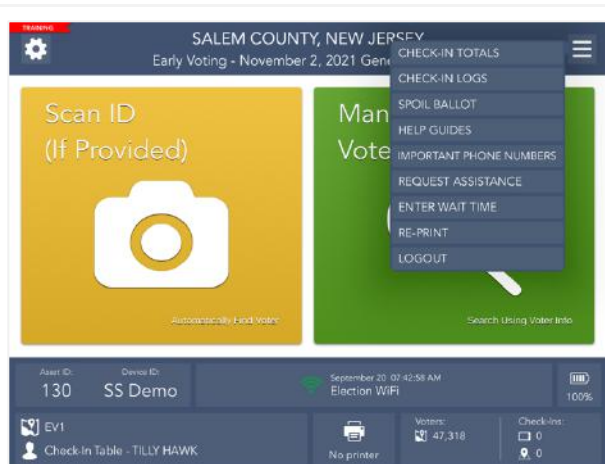 TRAINING
SALEM COUNTY, NEW JERSEY
Early Voting - November 2, 2021 Gene
CHECK-IN TOTALS
CHECK-IN LOGS
SPOIL BALLOT
HELP GUIDES
IMPORTANT PHONE NUMBERS
REQUEST ASSISTANCE
ENTER WAIT TIME
RE-PRINT
LOGOUT
Scan ID
(If Provided)
Automatically Find Voter
Man
Vote
Search Using Voter Info
Asset ID:
130
Device ID:
SS Demo
September 20 07:42:58 AM
Election WiFi
100%
EV1
Check-In Table - TILLY HAWK
No printer
Voters:
47,318
Check-Ins:
0
0